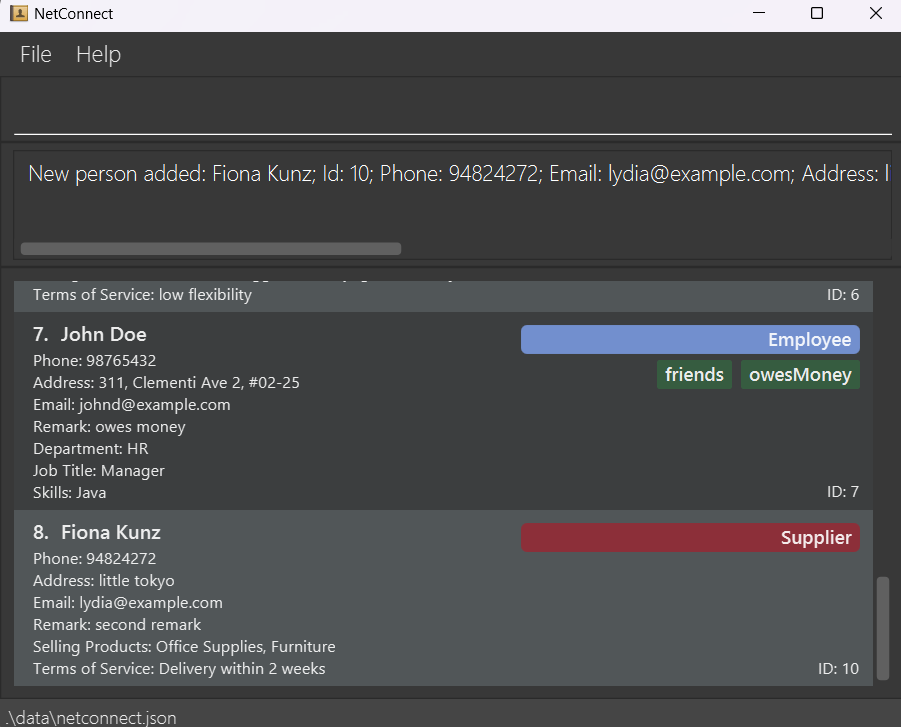 NetConnect
File Help
New person added: Fiona Kunz; Id: 10; Phone: 94824272; Email: lydia@example.com; Address:
Terms of Service: low flexibility ID: 6
7. John Doe Employee
Phone: 98765432
friends owesMoney
Address: 311, Clementi Ave 2, #02-25
Email: johnd@example.com
Remark: owes money
Department: HR
Job Title: Manager
Skills: Java ID: 7
8. Fiona Kunz Supplier
Phone: 94824272
Address: little tokyo
Email: lydia@example.com
Remark: second remark
Selling Products: Office Supplies, Furniture
Terms of Service: Delivery within 2 weeks ID: 10
.\data\netconnect.json